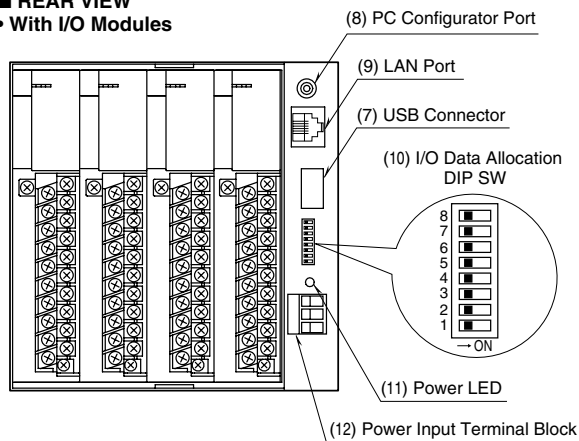 ■ REAR VIEW
• With I/O Modules
(8) PC Configurator Port
(9) LAN Port
(7) USB Connector
(10) I/O Data Allocation
DIP SW
8
7
6
5
4
3
2
1
→ ON
(11) Power LED
(12) Power Input Terminal Block